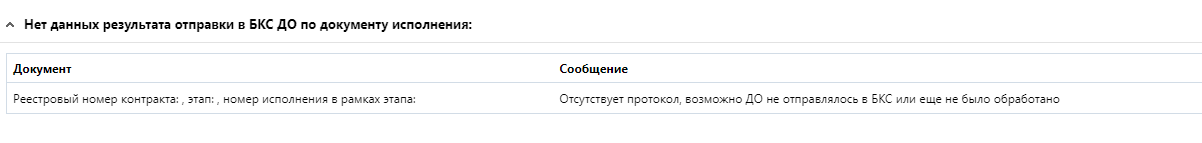 Нет данных результата отправки в БКС ДО по документу исполнения:
Документ Сообщение
Реестровый номер контракта: , этап: , номер исполнения в рамках этапа: Отсутствует протокол, возможно ДО не отправлялось в БКС или еще не было обработано